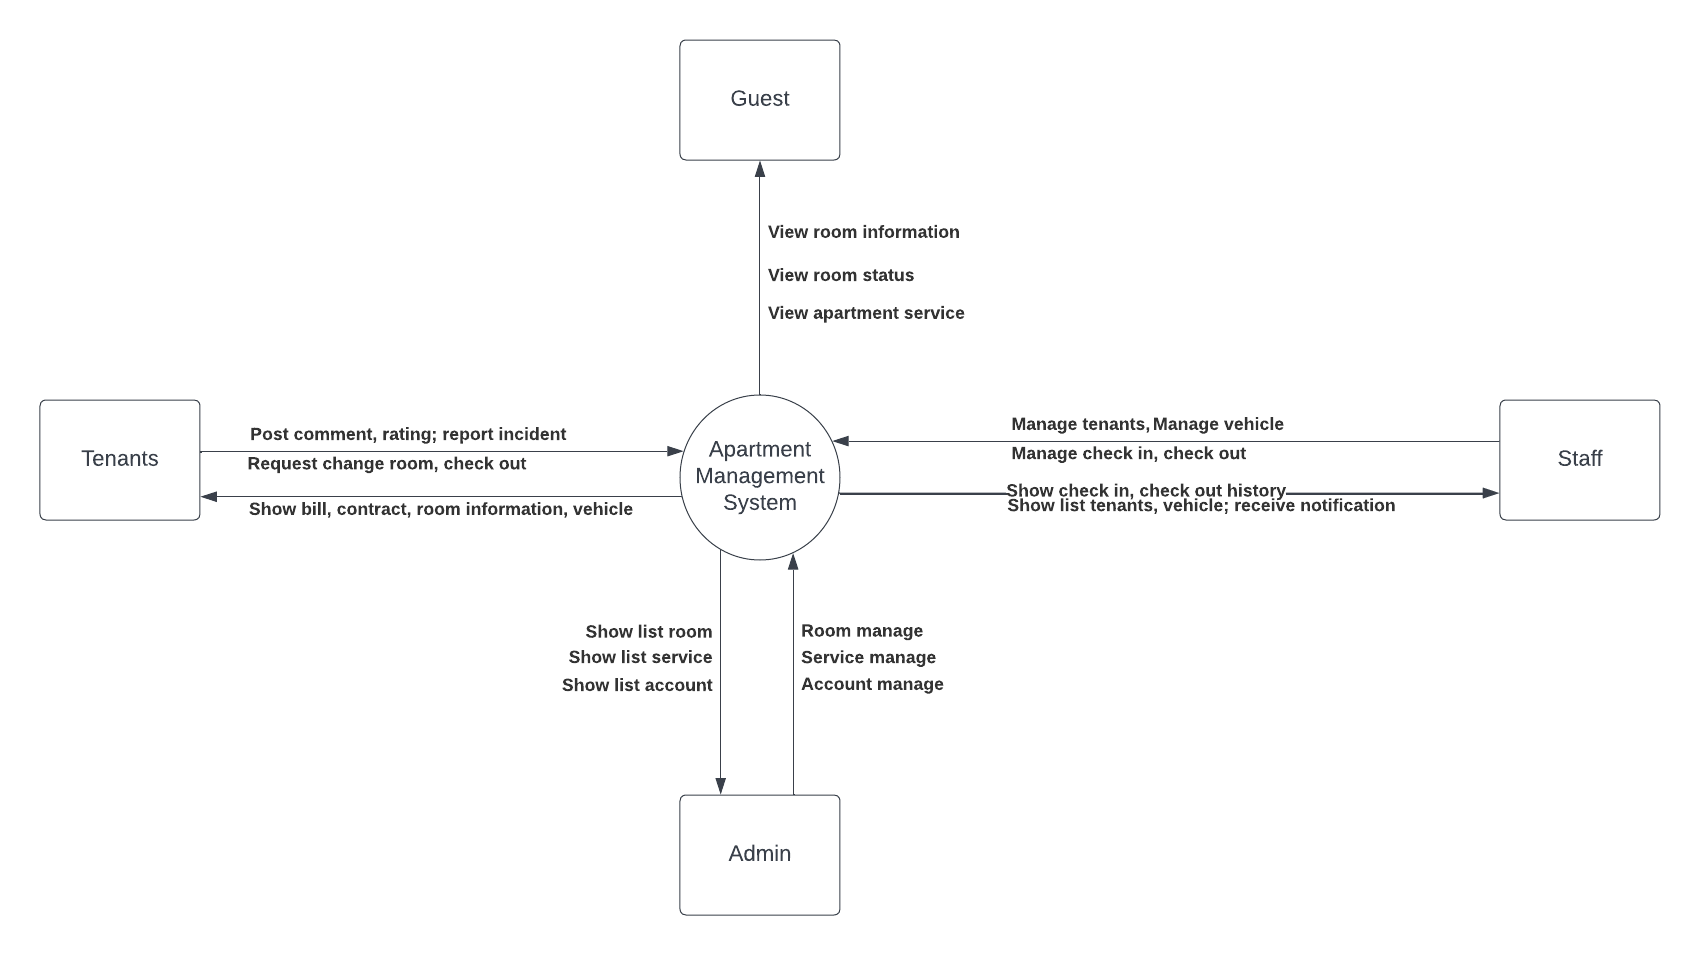 Guest
View room information
View room status
View apartment service
Tenants
Post comment, rating; report incident
Request change room, check out
Show bill, contract, room information, vehicle
Apartment
Management
System
Manage tenants, Manage vehicle
Manage check in, check out
Show check in, check out history
Show list tenants, vehicle; receive notification
Staff
Show list room
Show list service
Show list account
Room manage
Service manage
Account manage
Admin